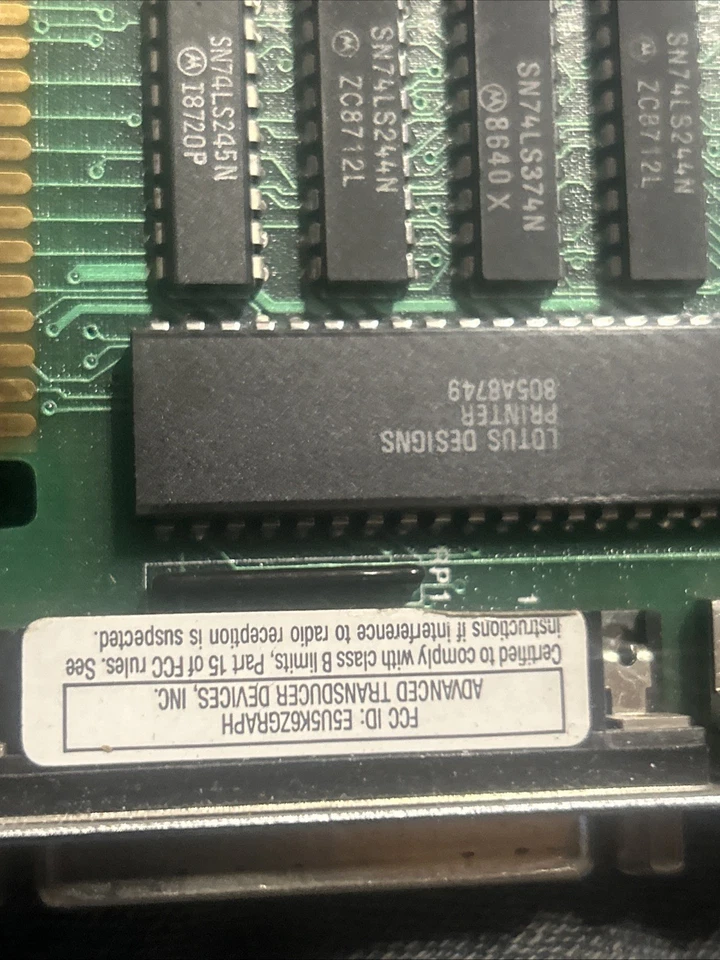 SN74LS245N
I8720P
SN74LS244N
ZC8712L
SN74LS374N
8640X
SN74LS244N
ZC8712L
LOTUS DESIGNS
PRINTER
805A8749
RP1
FCC ID: E5U5K6ZGRAPH
ADVANCED TRANSDUCER DEVICES, INC.
Certified to comply with class B limits, Part 15 of FCC rules. See
instructions if interference to radio reception is suspected.